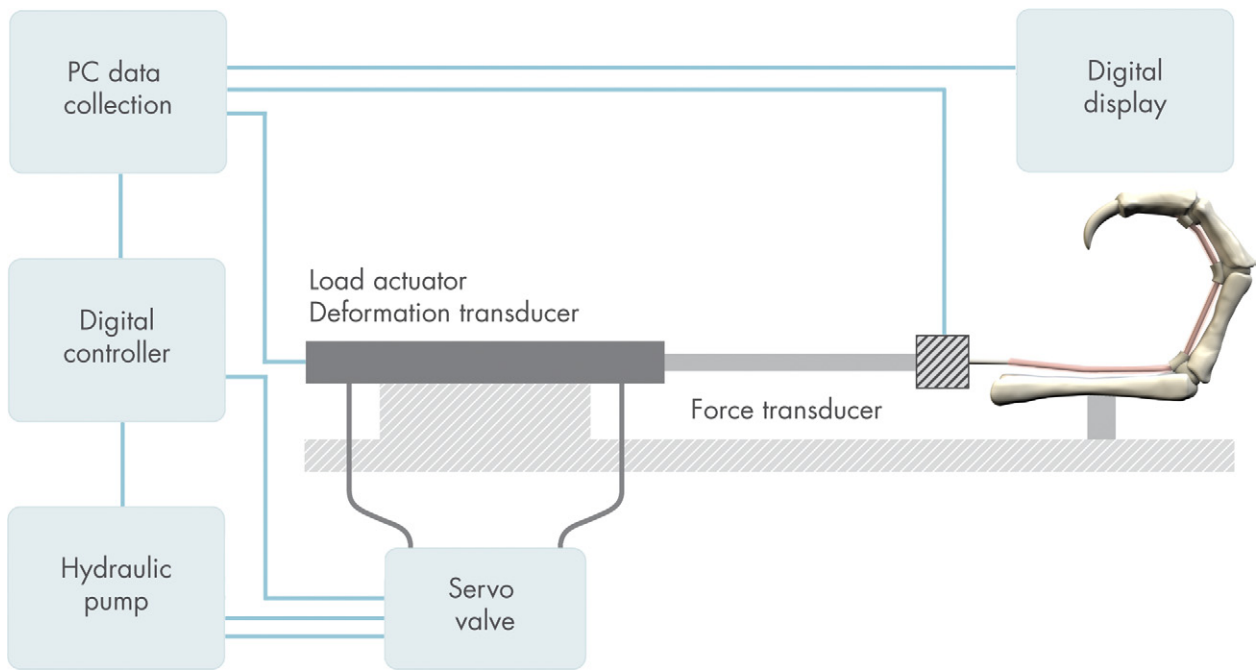 PC data
collection
Digital
display
Load actuator
Deformation transducer
Digital
controller
Force transducer
Hydraulic
pump
Servo
valve